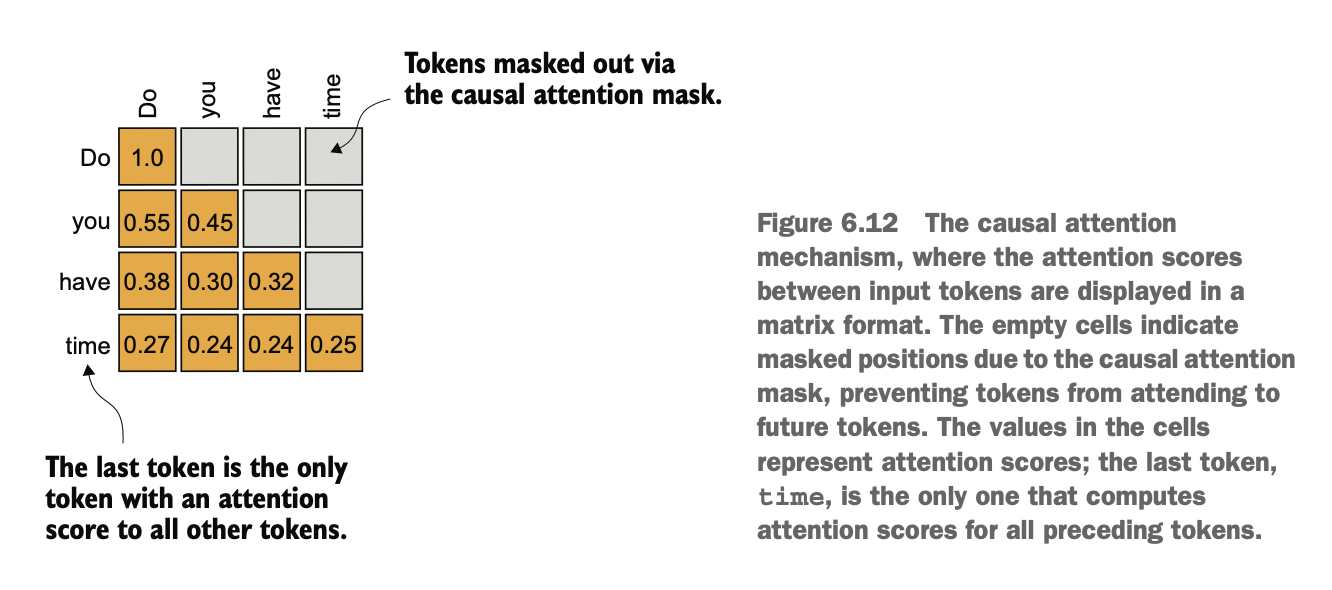 Tokens masked out via
the causal attention mask.
Do you have time
Do 1.0
you 0.55 0.45
have 0.38 0.30 0.32
time 0.27 0.24 0.24 0.25
The last token is the only
token with an attention
score to all other tokens.
Figure 6.12 The causal attention
mechanism, where the attention scores
between input tokens are displayed in a
matrix format. The empty cells indicate
masked positions due to the causal attention
mask, preventing tokens from attending to
future tokens. The values in the cells
represent attention scores; the last token,
time, is the only one that computes
attention scores for all preceding tokens.